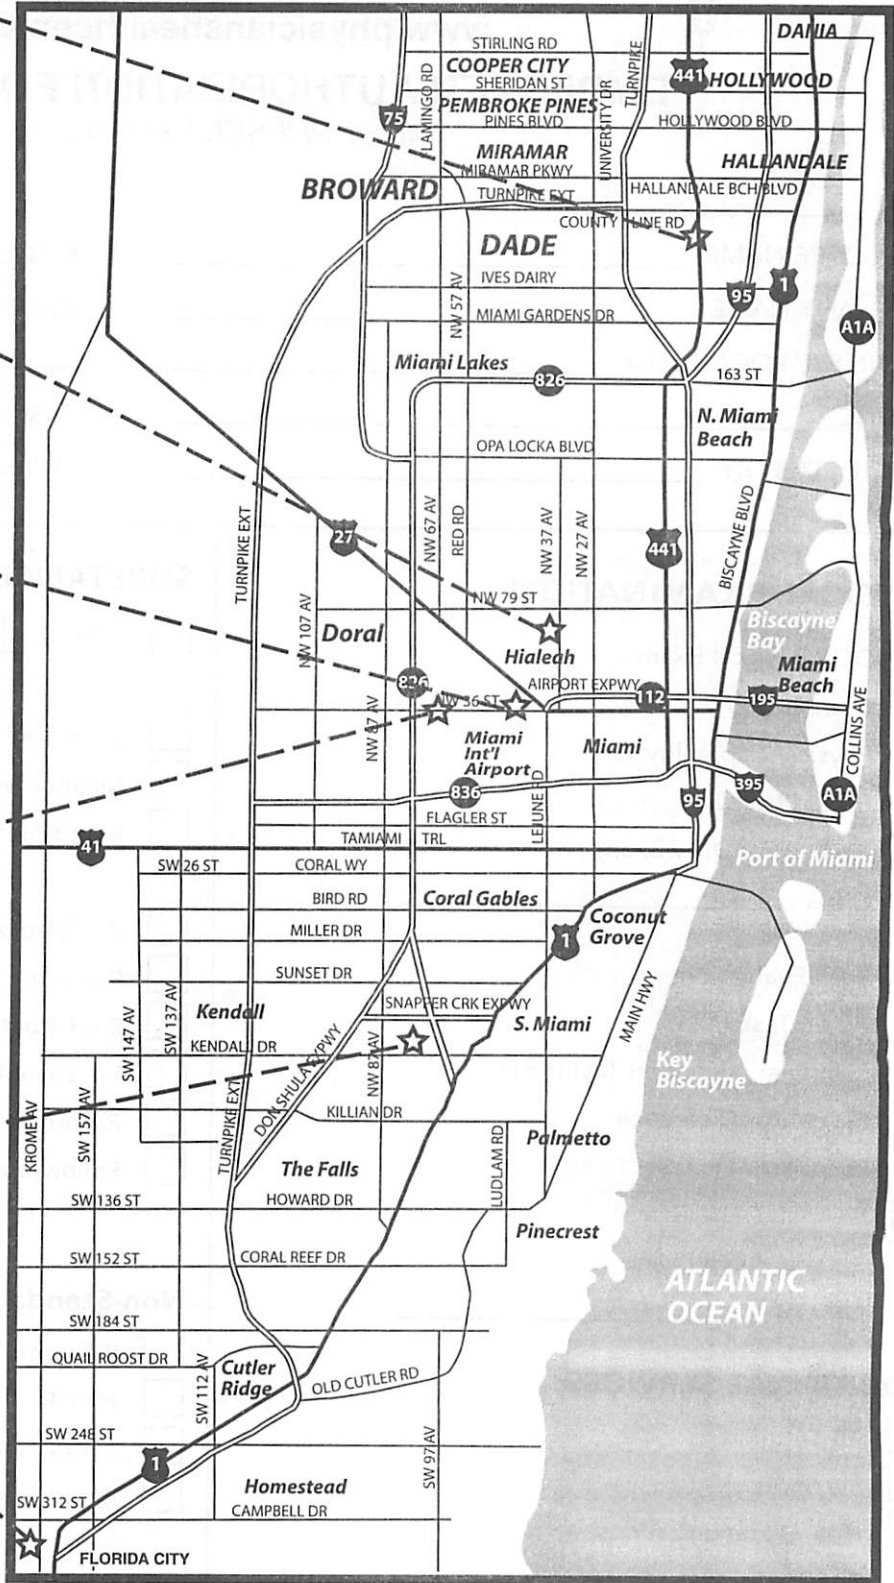 DANIA
STIRLING RD
COOPER CITY
SHERIDAN ST
441
HOLLYWOOD
TURNPIKE
FLAMINGO RD
UNIVERSITY DR
PEMBROKE PINES
PINES BLVD
HOLLYWOOD BLVD
75
MIRAMAR
MIRAMAR PKWY
HALLANDALE
BROWARD
TURNPIKE EXT
HALLANDALE BCH BLVD
COUNTY LINE RD
DADE
IVES DAIRY
95
1
NW 57 AV
MIAMI GARDENS DR
A1A
Miami Lakes
826
163 ST
N. Miami
Beach
OPA LOCKA BLVD
TURNPIKE EXT
27
NW 67 AV
RED RD
NW 37 AV
NW 27 AV
441
BISCAYNE BLVD
NW 79 ST
NW 107 AV
Doral
Hialeah
Biscayne
Bay
Miami
Beach
826
AIRPORT EXPWY
112
195
NW 36 ST
NW 87 AV
COLLINS AVE
Miami
Int'l
Airport
Miami
836
LEJUNE RD
395
95
A1A
FLAGLER ST
TAMIAMI TRL
41
SW 26 ST
CORAL WY
Port of Miami
BIRD RD
Coral Gables
MILLER DR
1
Coconut
Grove
SUNSET DR
SNAPPER CRK EXPWY
SW 147 AV
SW 137 AV
Kendall
S. Miami
MAIN HWY
KENDALL DR
DON SHULA EXPWY
NW 87 AV
Key
Biscayne
KROME AV
SW 157 AV
TURNPIKE EXT
KILLIAN DR
LUDLAM RD
Palmetto
The Falls
SW 136 ST
HOWARD DR
Pinecrest
SW 152 ST
CORAL REEF DR
ATLANTIC
OCEAN
SW 184 ST
QUAIL ROOST DR
SW 112 AV
Cutler
Ridge
OLD CUTLER RD
SW 248 ST
SW 97 AV
1
Homestead
SW 312 ST
CAMPBELL DR
FLORIDA CITY